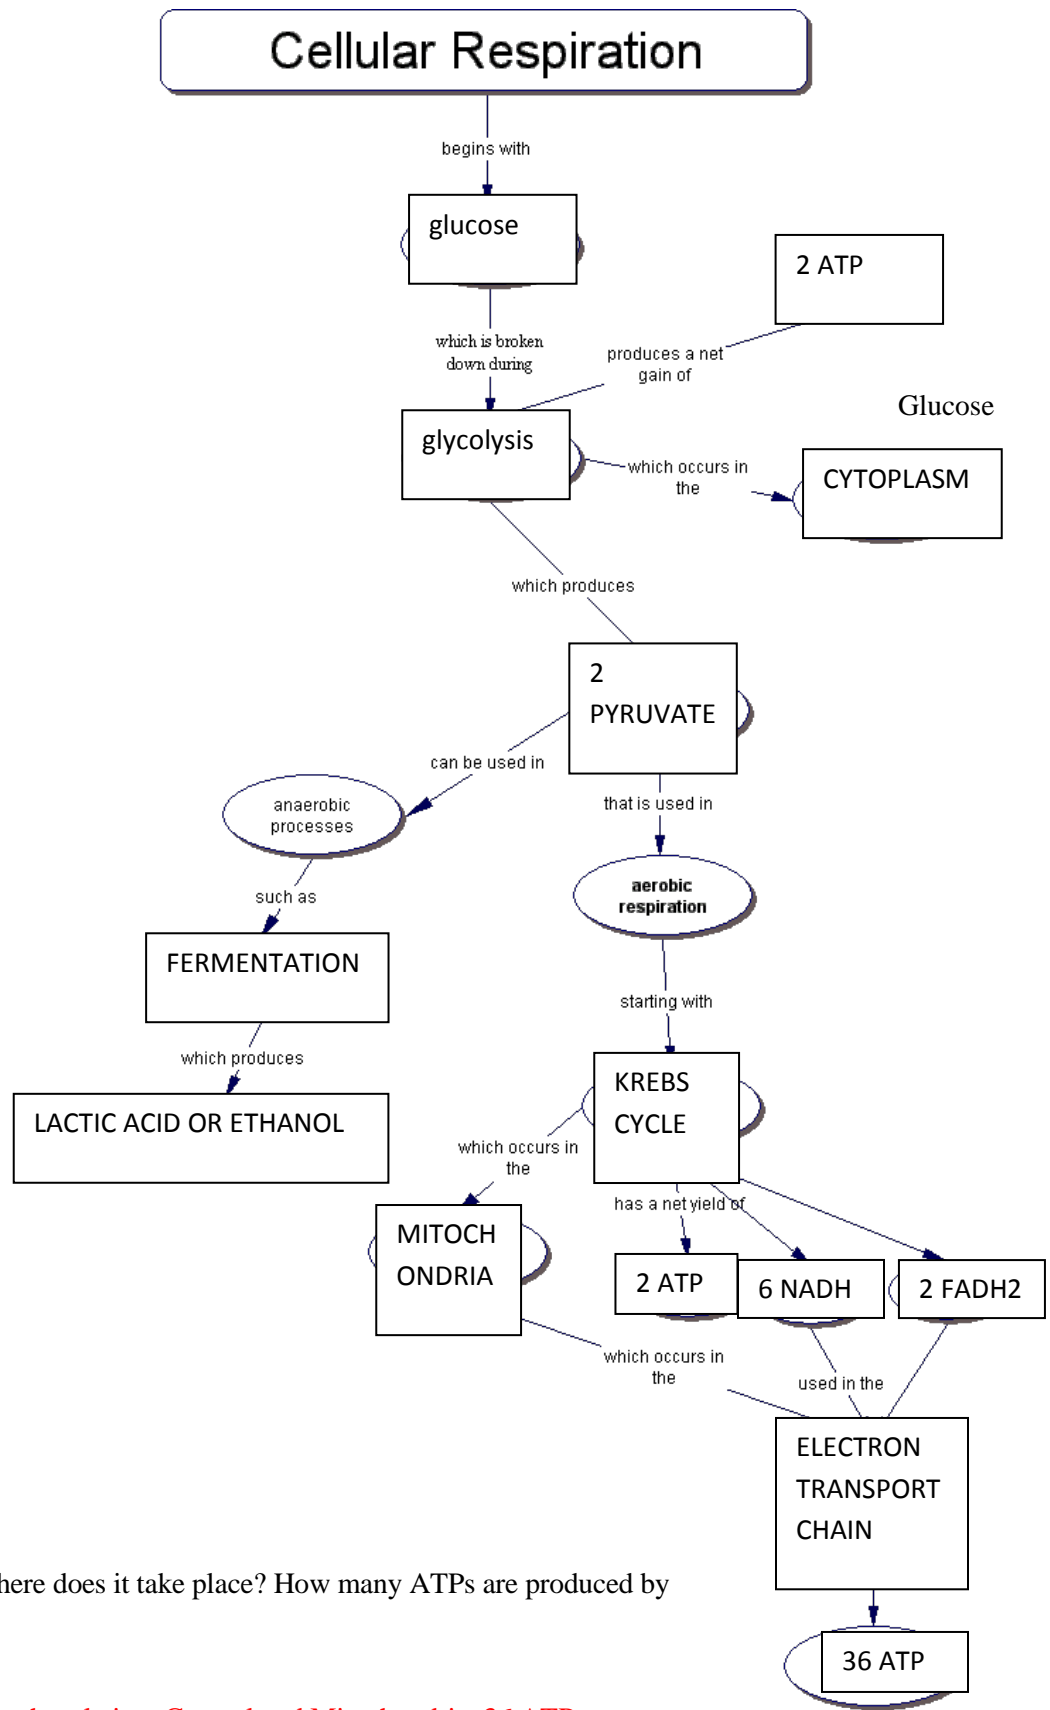 Cellular Respiration
begins with
glucose
2 ATP
which is broken
down during
produces a net
gain of
Glucose
glycolysis
which occurs in
the
CYTOPLASM
which produces
2
PYRUVATE
can be used in
that is used in
anaerobic
processes
aerobic
respiration
such as
FERMENTATION
starting with
which produces
KREBS
CYCLE
LACTIC ACID OR ETHANOL
which occurs in
the
has a net yield of
MITOCH
ONDRIA
2 ATP
6 NADH
2 FADH2
which occurs in
the
used in the
ELECTRON
TRANSPORT
CHAIN
here does it take place? How many ATPs are produced by
36 ATP